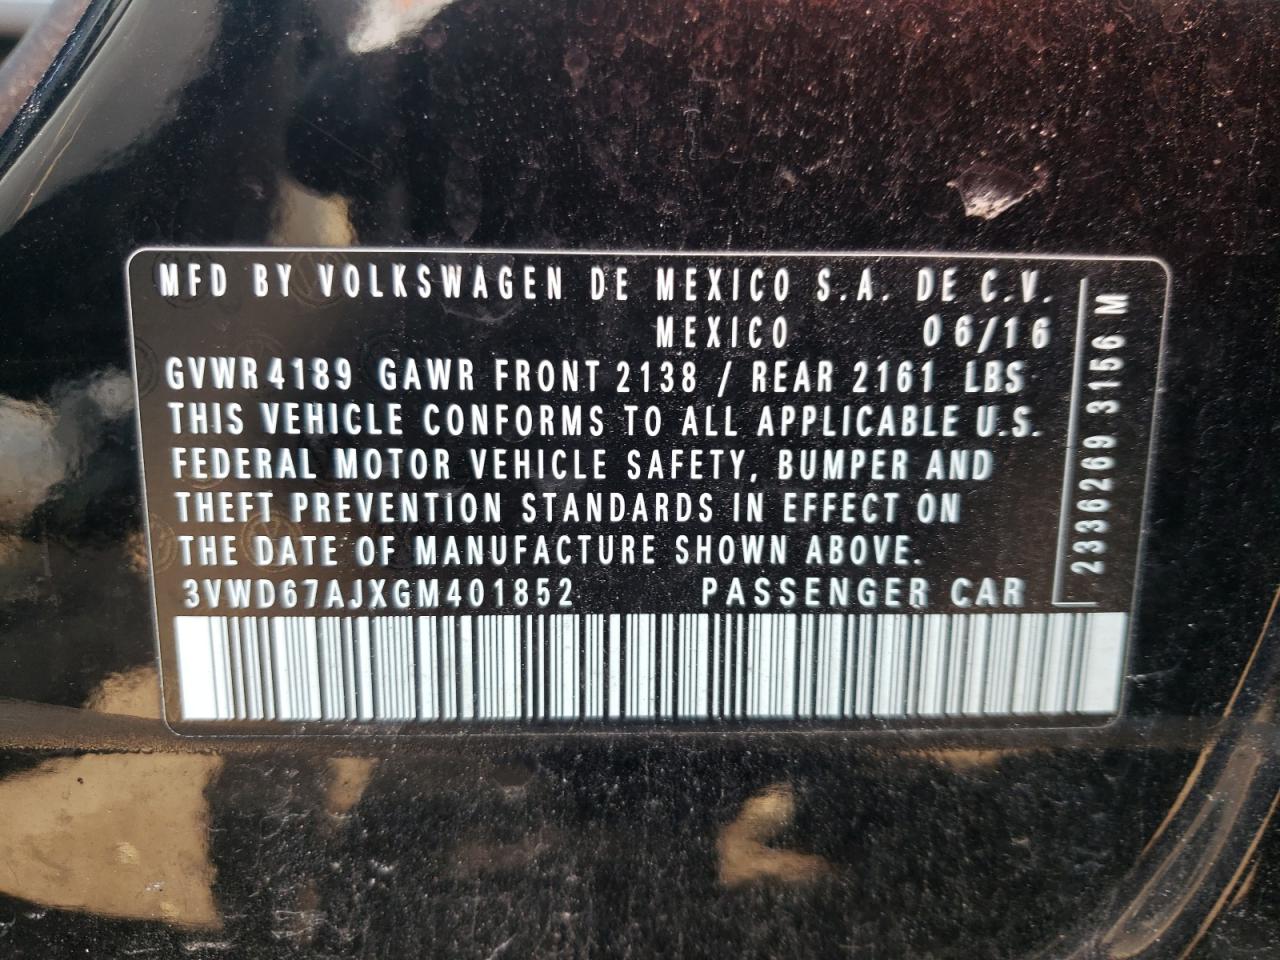 MFD BY VOLKSWAGEN DE MEXICO S.A. DE C.V.
MEXICO 06/16
GVWR 4189 GAWR FRONT 2138 / REAR 2161 LBS
THIS VEHICLE CONFORMS TO ALL APPLICABLE U.S.
FEDERAL MOTOR VEHICLE SAFETY, BUMPER AND
THEFT PREVENTION STANDARDS IN EFFECT ON
THE DATE OF MANUFACTURE SHOWN ABOVE.
3VWD67AJXGM401852 PASSENGER CAR
2336269 3156 M